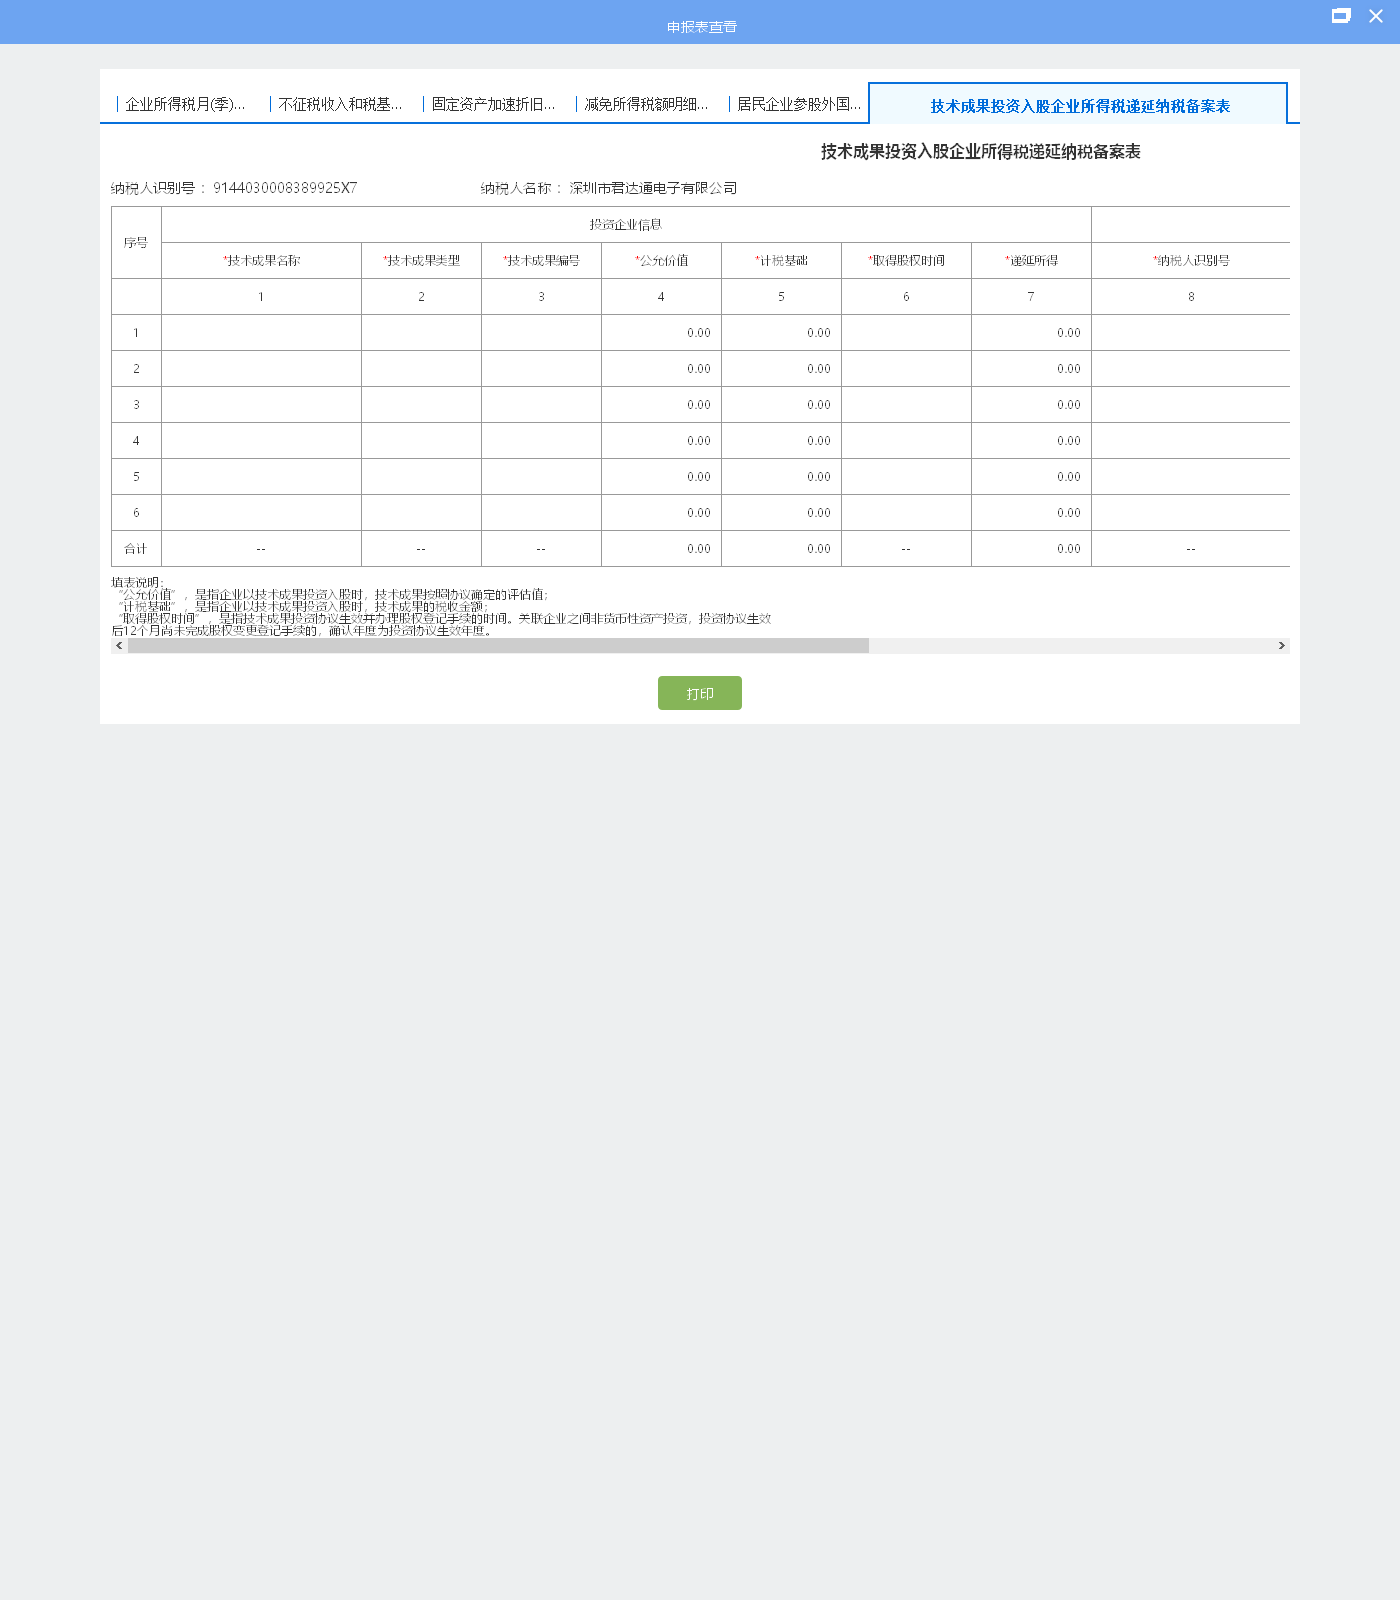 申报表查看
企业所得税月(季)... 不征税收入和税基... 固定资产加速折旧... 减免所得税额明细... 居民企业参股外国... 技术成果投资入股企业所得税递延纳税备案表
技术成果投资入股企业所得税递延纳税备案表
纳税人识别号： 9144030008389925X7 纳税人名称： 深圳市君达通电子有限公司
序号 投资企业信息
*技术成果名称 *技术成果类型 *技术成果编号 *公允价值 *计税基础 *取得股权时间 *递延所得 *纳税人识别号
1 2 3 4 5 6 7 8
1 0.00 0.00 0.00
2 0.00 0.00 0.00
3 0.00 0.00 0.00
4 0.00 0.00 0.00
5 0.00 0.00 0.00
6 0.00 0.00 0.00
合计 -- -- -- 0.00 0.00 -- 0.00 --
填表说明：
“公允价值”，是指企业以技术成果投资入股时，技术成果按照协议确定的评估值；
“计税基础”，是指企业以技术成果投资入股时，技术成果的税收金额；
“取得股权时间”，是指技术成果投资协议生效并办理股权登记手续的时间。关联企业之间非货币性资产投资，投资协议生效
后12个月尚未完成股权变更登记手续的，确认年度为投资协议生效年度。
打印